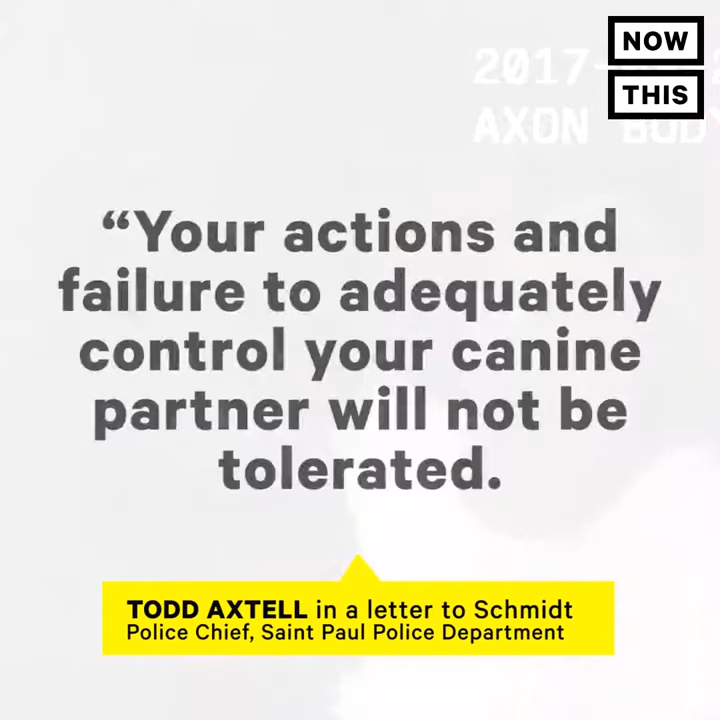 NOW
THIS
2017-
AXON BODY
“Your actions and
failure to adequately
control your canine
partner will not be
tolerated.
TODD AXTELL in a letter to Schmidt
Police Chief, Saint Paul Police Department